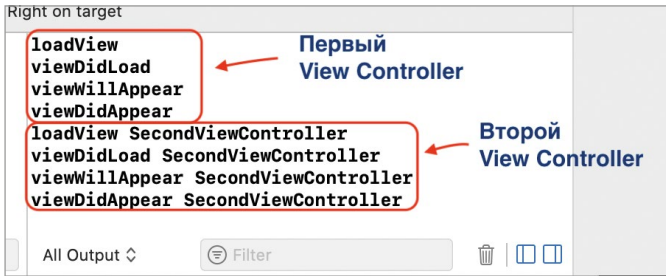 Right on target
loadView
viewDidLoad
viewWillAppear
viewDidAppear
Первый
View Controller
loadView SecondViewController
viewDidLoad SecondViewController
viewWillAppear SecondViewController
viewDidAppear SecondViewController
Второй
View Controller
All Output
Filter